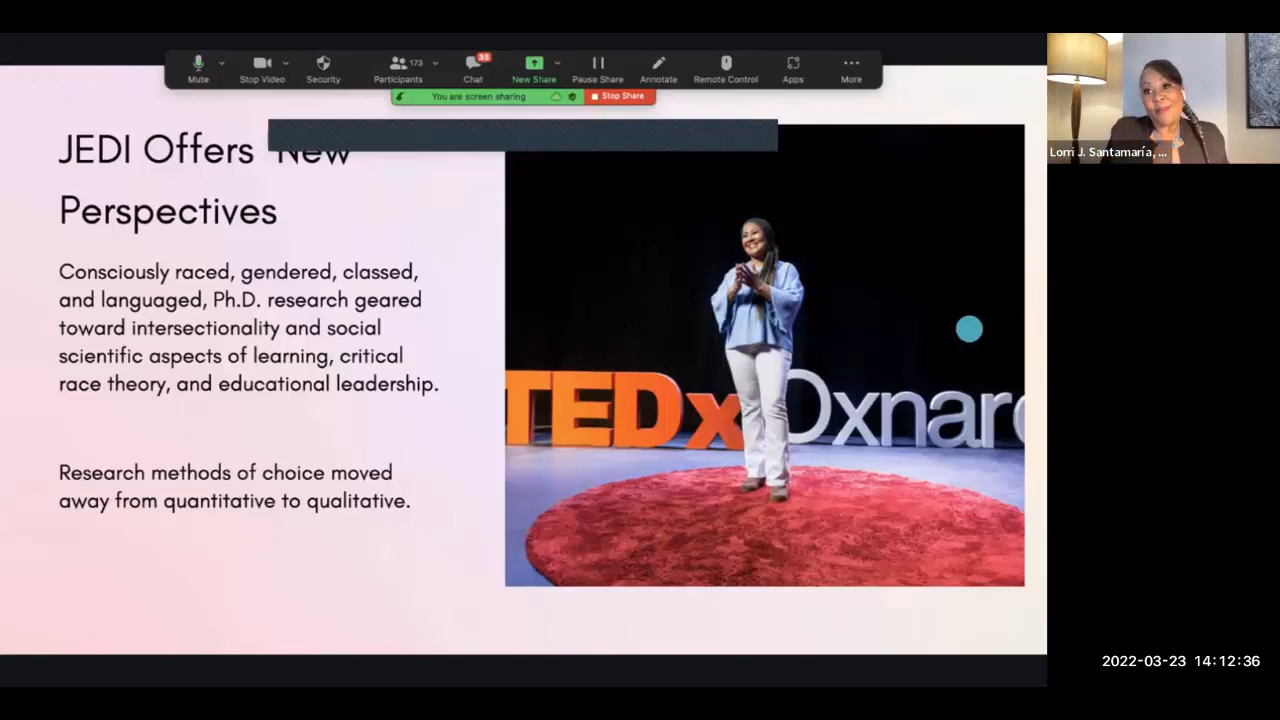 Mute
Stop Video
Security
173
Participants
35
Chat
New Share
Pause Share
Annotate
Remote Control
Apps
More
You are screen sharing
Stop Share
JEDI Offers New
Perspectives
Consciously raced, gendered, classed,
and languaged, Ph.D. research geared
toward intersectionality and social
scientific aspects of learning, critical
race theory, and educational leadership.
Research methods of choice moved
away from quantitative to qualitative.
TEDx Oxnard
Lorri J. Santamaría, ...
2022-03-23 14:12:36